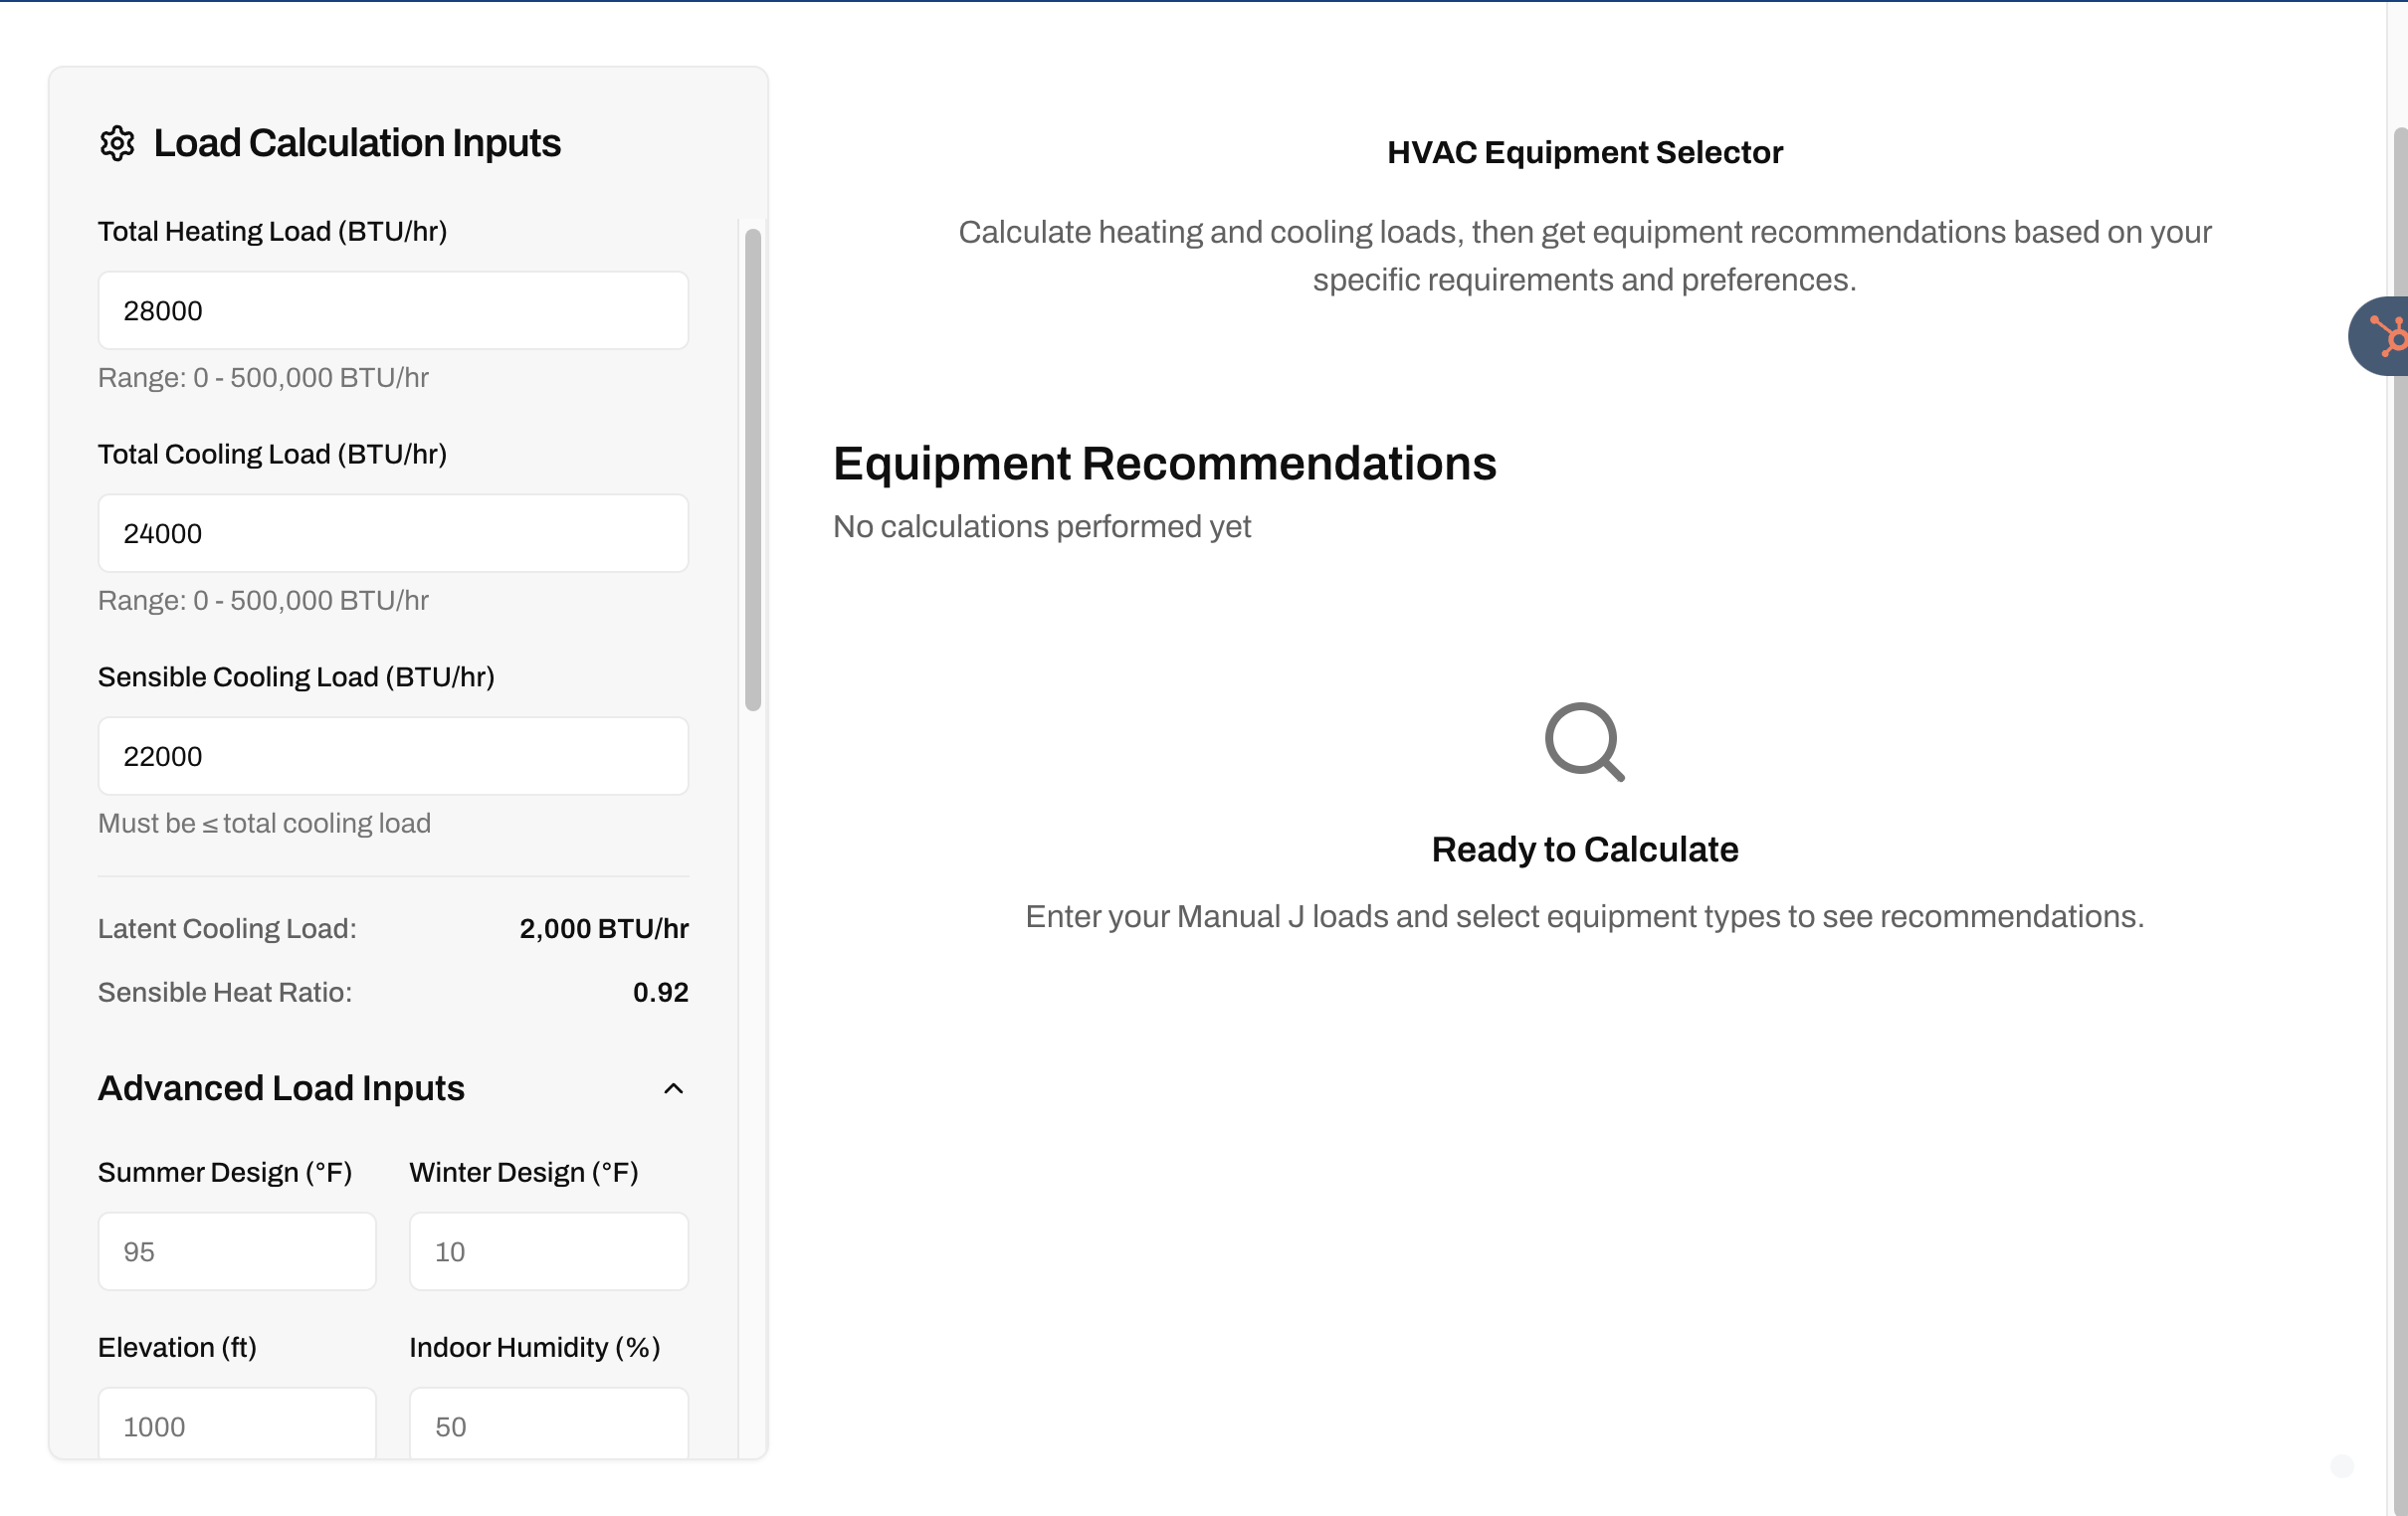 Load Calculation Inputs
Total Heating Load (BTU/hr)
28000
Range: 0 - 500,000 BTU/hr
Total Cooling Load (BTU/hr)
24000
Range: 0 - 500,000 BTU/hr
Sensible Cooling Load (BTU/hr)
22000
Must be ≤ total cooling load
Latent Cooling Load: 2,000 BTU/hr
Sensible Heat Ratio: 0.92
Advanced Load Inputs
Summer Design (°F) Winter Design (°F)
95 10
Elevation (ft) Indoor Humidity (%)
1000 50
HVAC Equipment Selector
Calculate heating and cooling loads, then get equipment recommendations based on your
specific requirements and preferences.
Equipment Recommendations
No calculations performed yet
Ready to Calculate
Enter your Manual J loads and select equipment types to see recommendations.